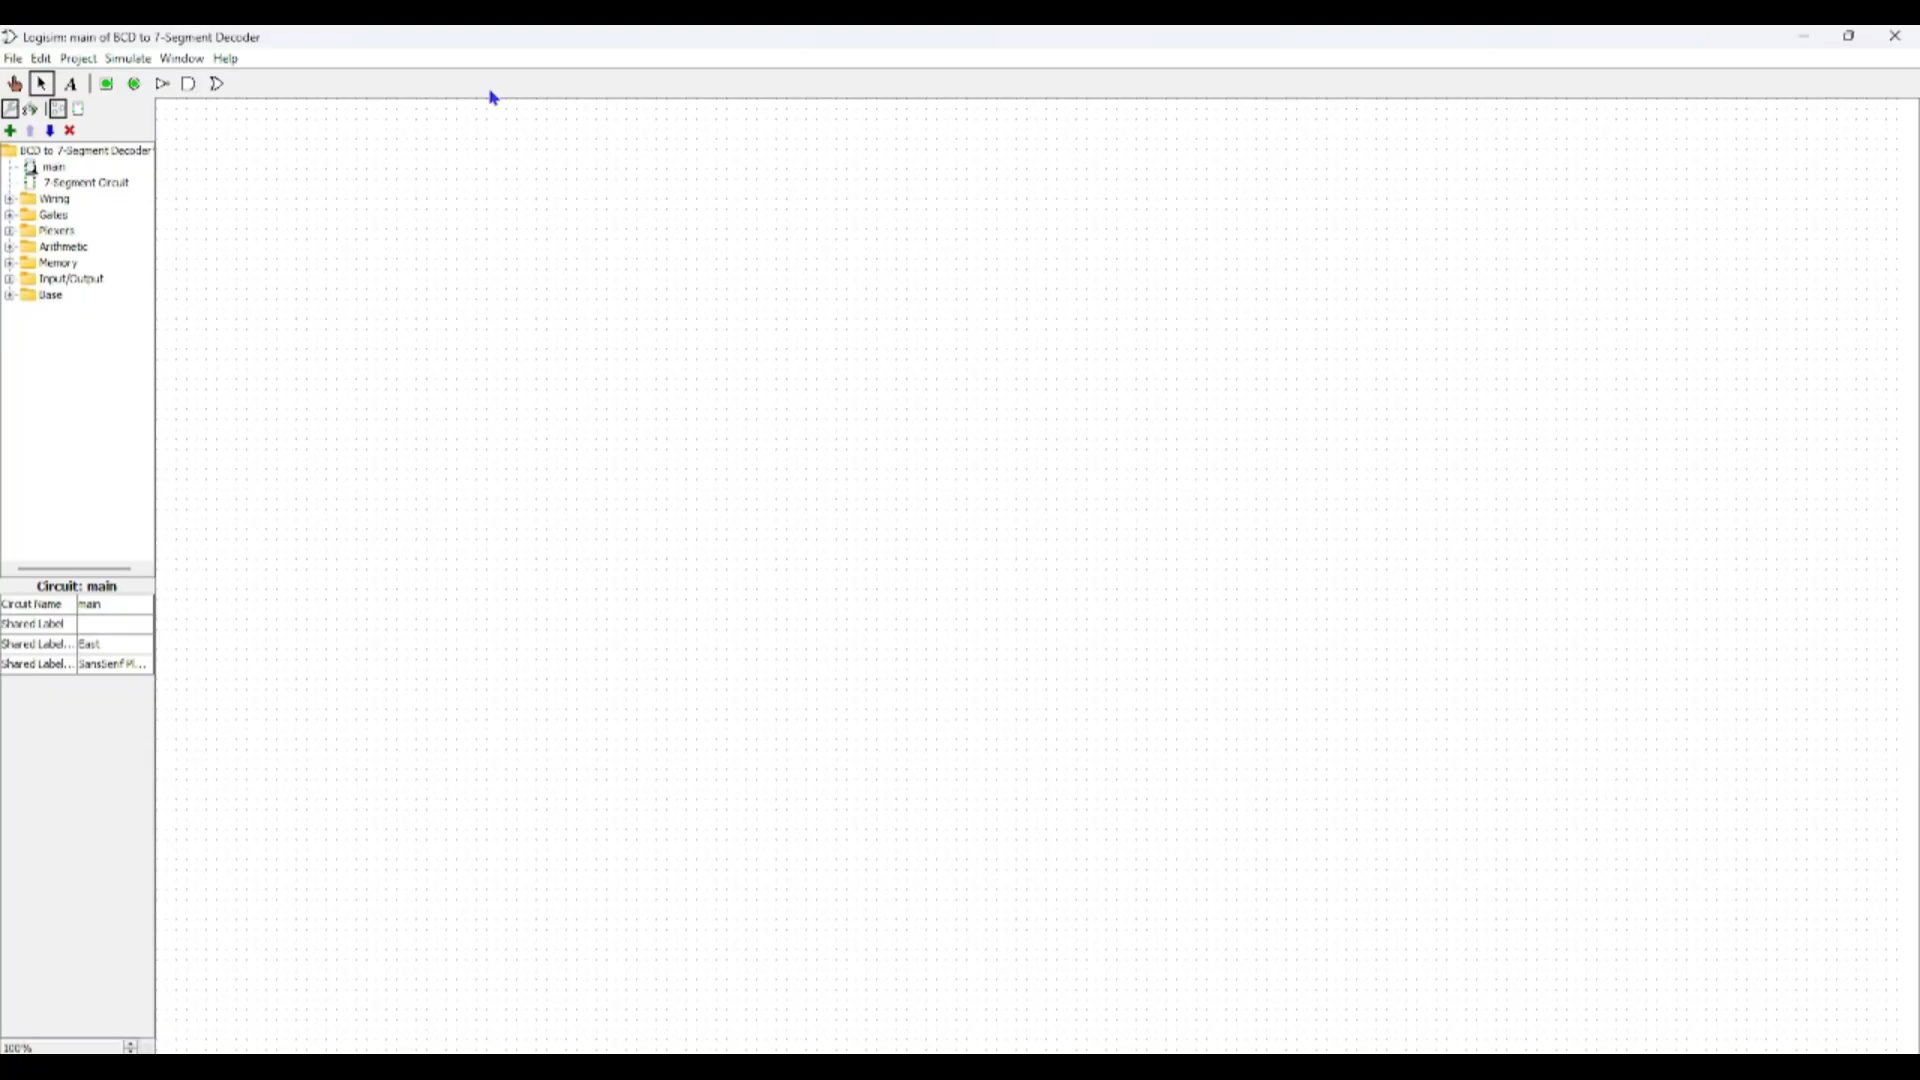 Logisim: main of BCD to 7-Segment Decoder
File Edit Project Simulate Window Help
A
BCD to 7-Segment Decoder
main
7-Segment Circuit
Wiring
Gates
Plexers
Arithmetic
Memory
Input/Output
Base
Circuit: main
Circuit Name main
Shared Label
Shared Label... East
Shared Label... SansSerif Pl...
100%